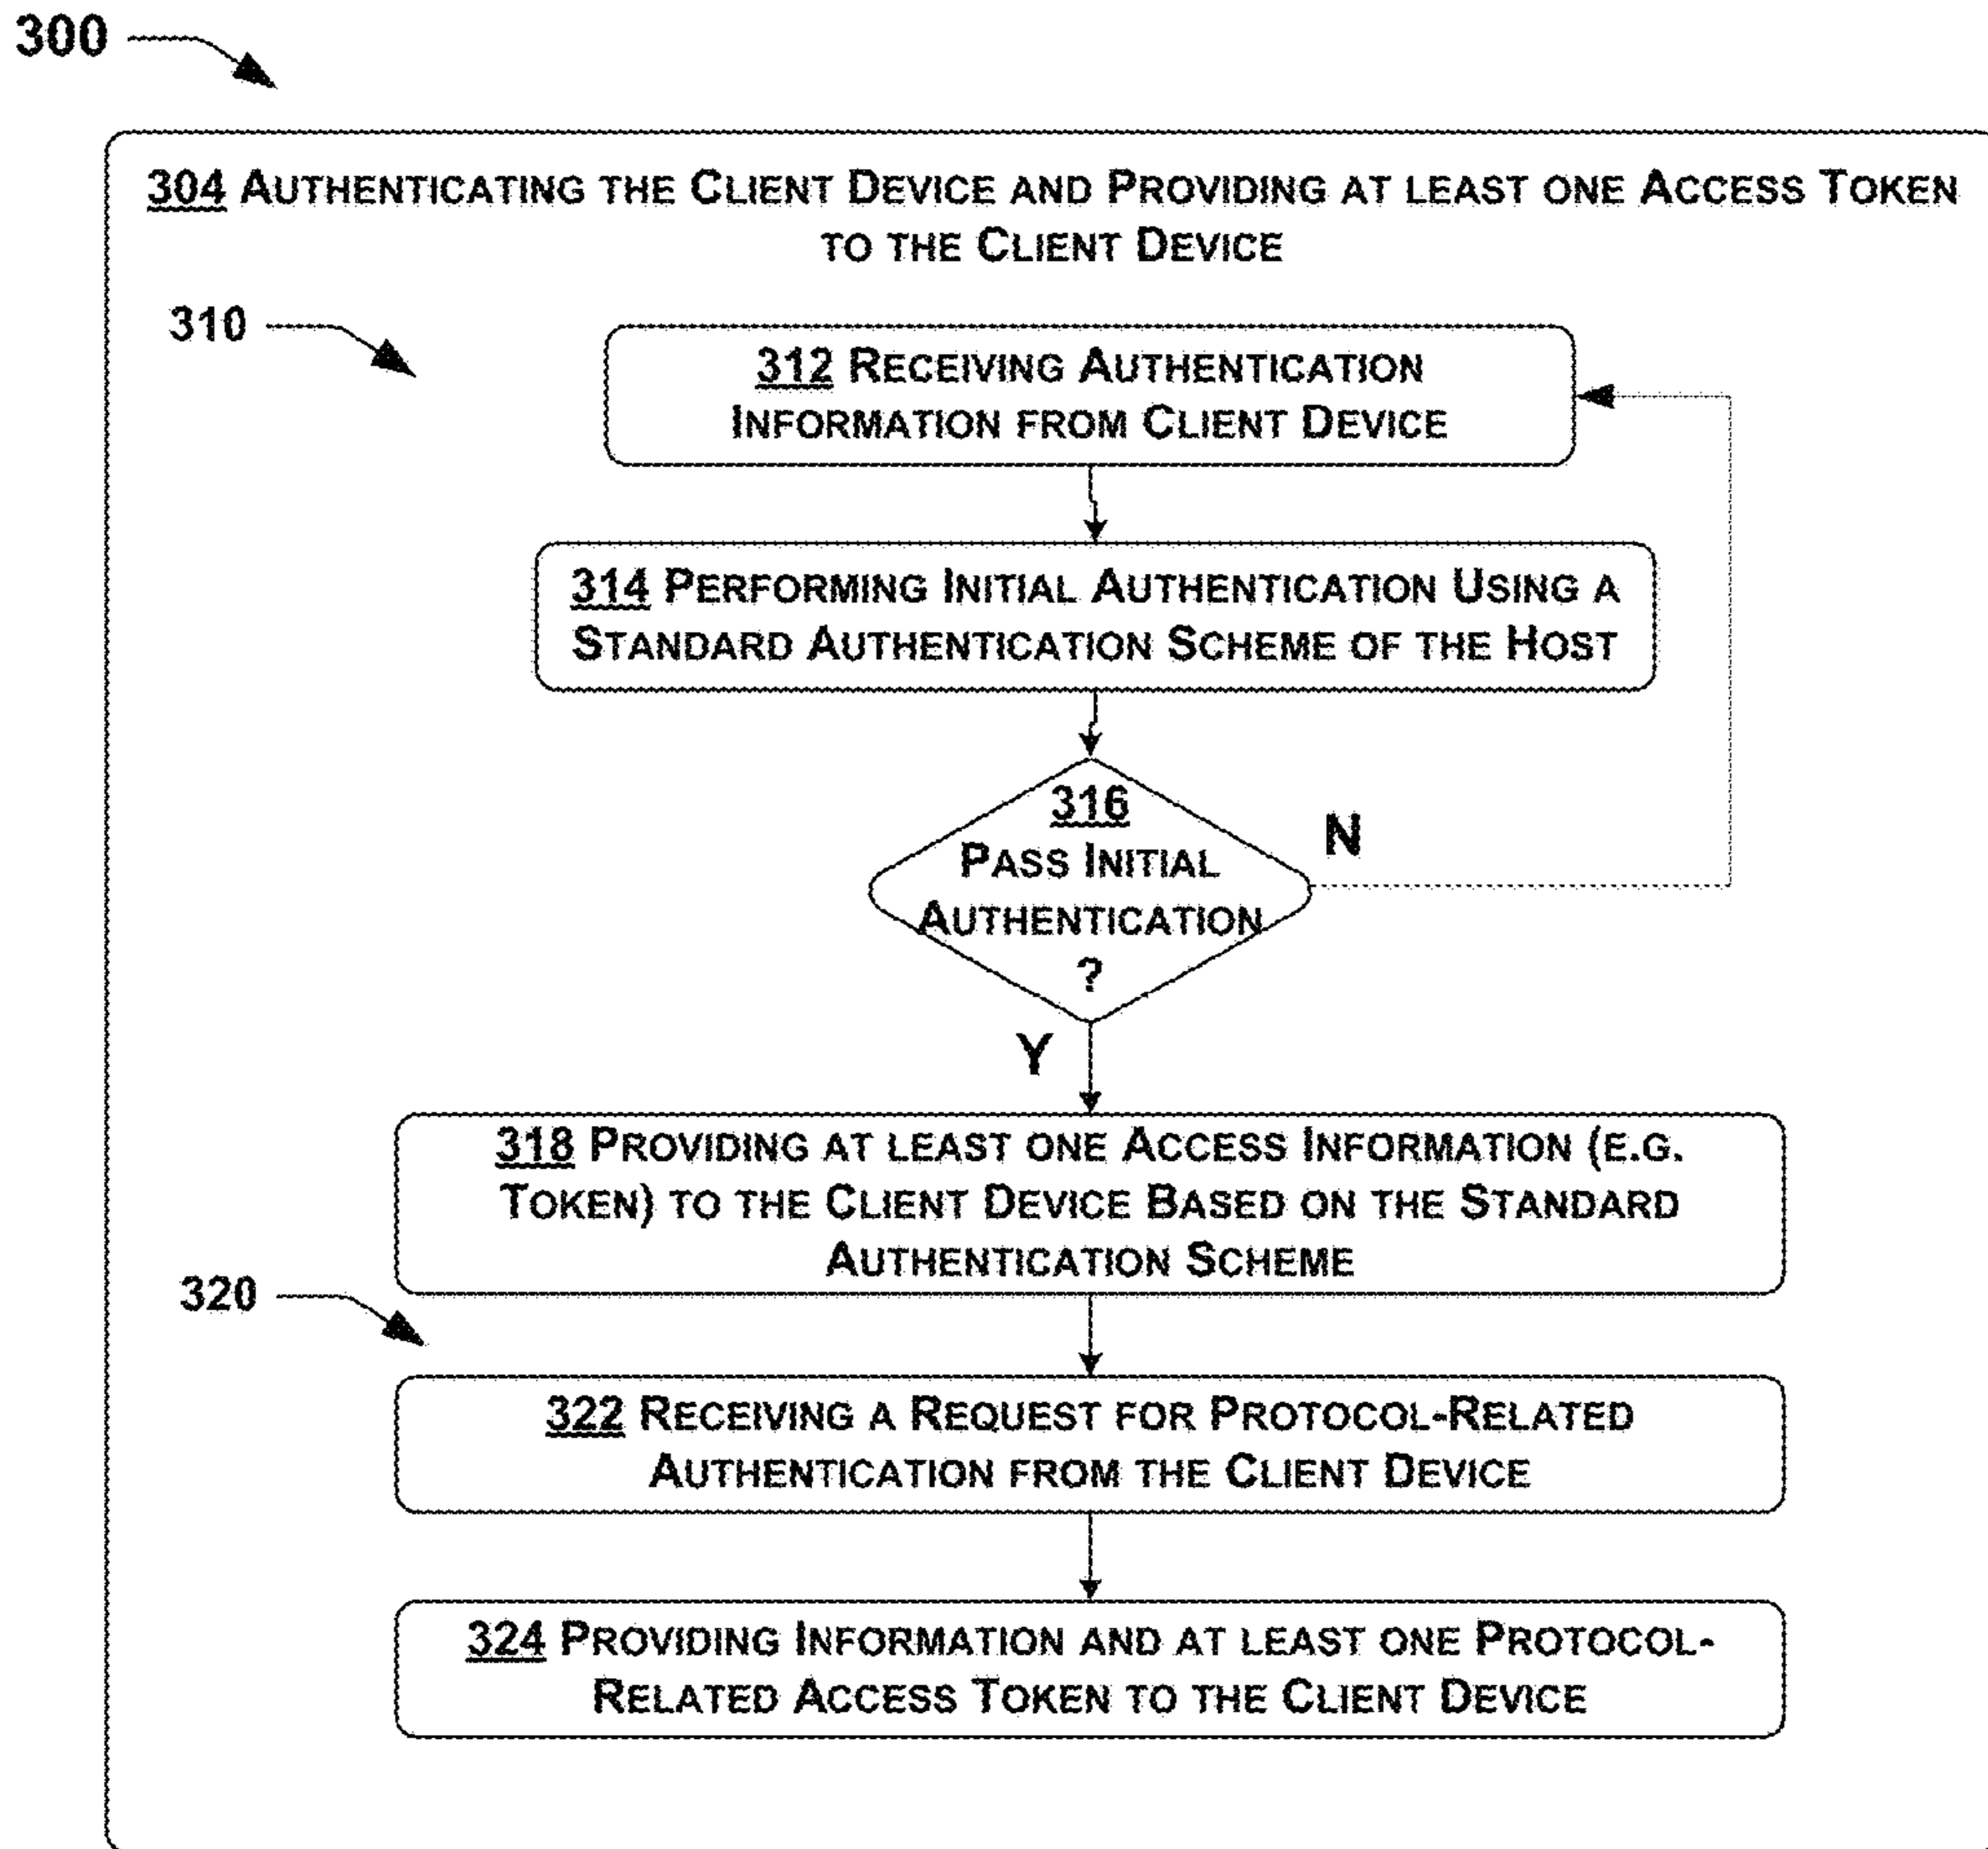 300
304 AUTHENTICATING THE CLIENT DEVICE AND PROVIDING AT LEAST ONE ACCESS TOKEN
TO THE CLIENT DEVICE
310
312 RECEIVING AUTHENTICATION
INFORMATION FROM CLIENT DEVICE
314 PERFORMING INITIAL AUTHENTICATION USING A
STANDARD AUTHENTICATION SCHEME OF THE HOST
316
PASS INITIAL
AUTHENTICATION
?
N
Y
318 PROVIDING AT LEAST ONE ACCESS INFORMATION (E.G.
TOKEN) TO THE CLIENT DEVICE BASED ON THE STANDARD
AUTHENTICATION SCHEME
320
322 RECEIVING A REQUEST FOR PROTOCOL-RELATED
AUTHENTICATION FROM THE CLIENT DEVICE
324 PROVIDING INFORMATION AND AT LEAST ONE PROTOCOL-
RELATED ACCESS TOKEN TO THE CLIENT DEVICE